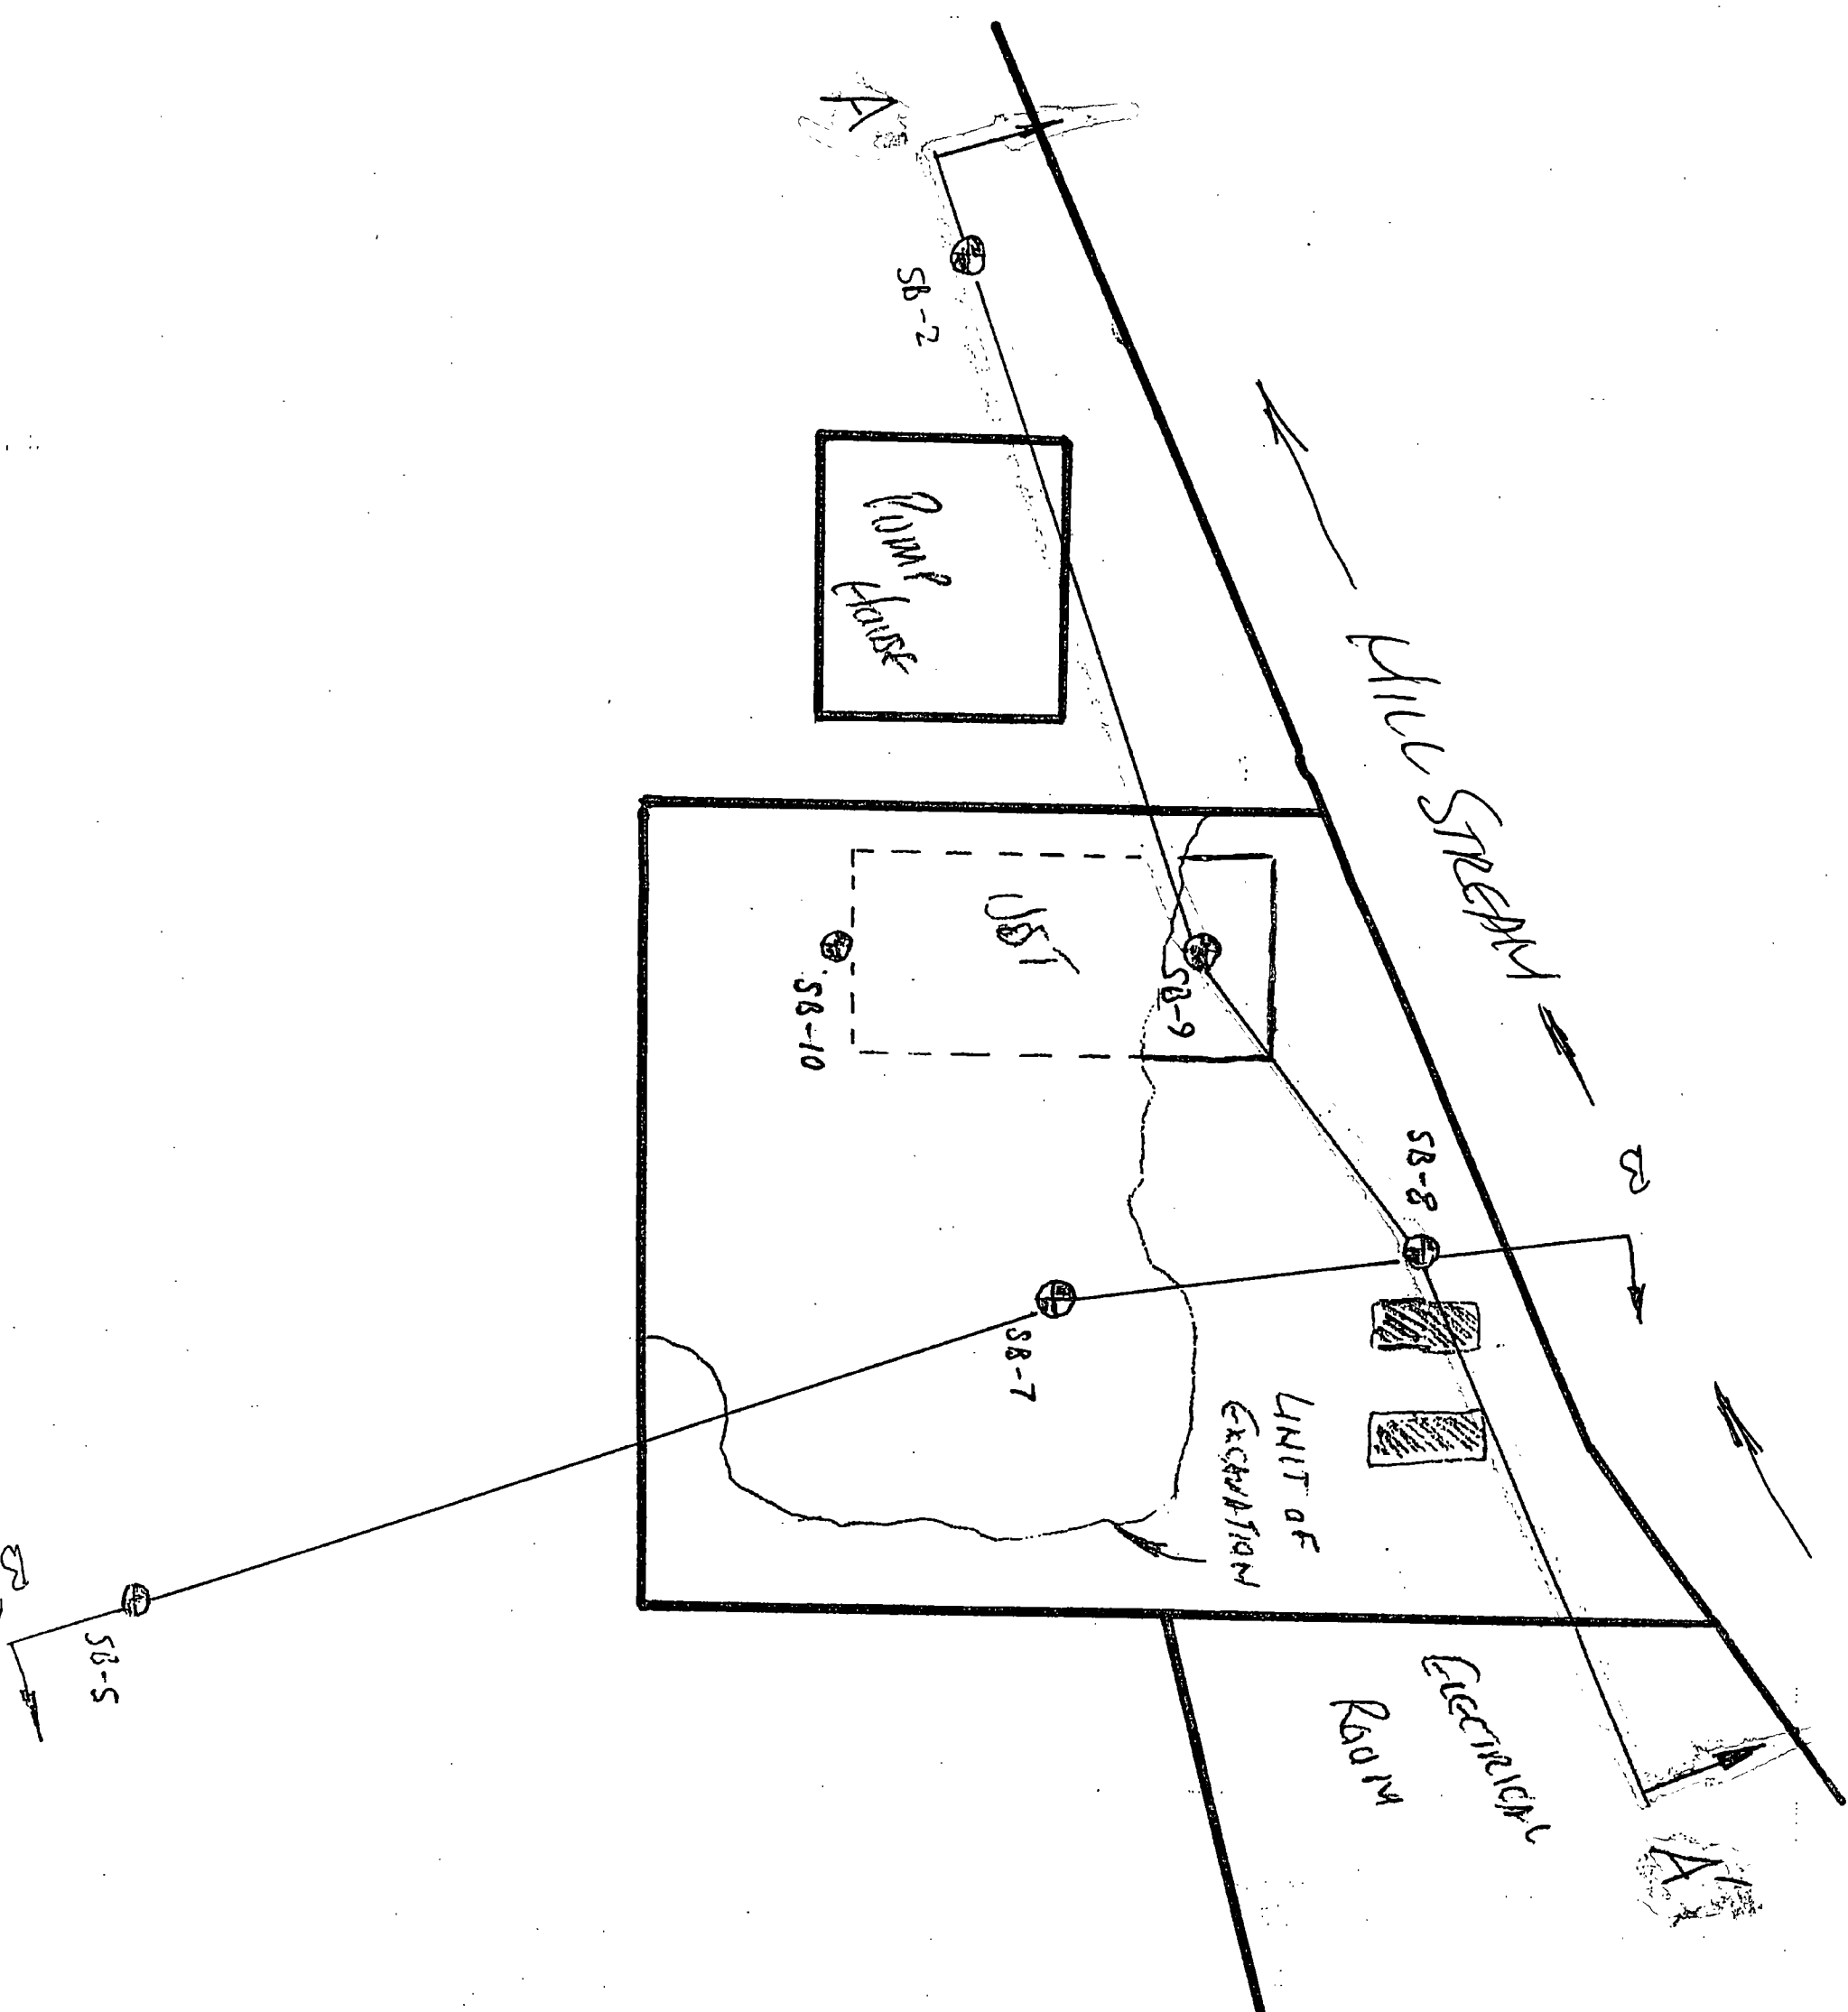 MILL STREAM
A
SB-2
PUMP
HOUSE
UST
SB-9
SB-10
B
SB-8
SB-7
LIMIT OF
EXCAVATION
ELECTRICAL
ROOM
A'
B'
SB-5